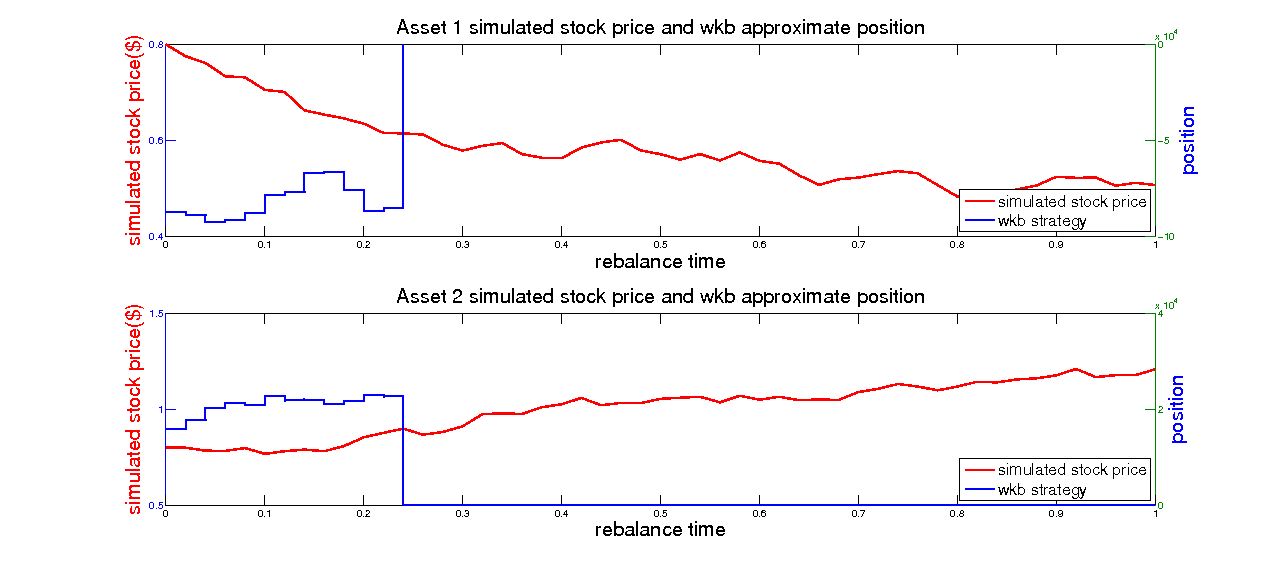 Asset 1 simulated stock price and wkb approximate position
x 10^4
0.8
0.6
0.4
simulated stock price($)
0
-5
-10
position
simulated stock price
wkb strategy
0 0.1 0.2 0.3 0.4 0.5 0.6 0.7 0.8 0.9 1
rebalance time
Asset 2 simulated stock price and wkb approximate position
x 10^4
1.5
1
0.5
simulated stock price($)
4
2
0
position
simulated stock price
wkb strategy
0 0.1 0.2 0.3 0.4 0.5 0.6 0.7 0.8 0.9 1
rebalance time